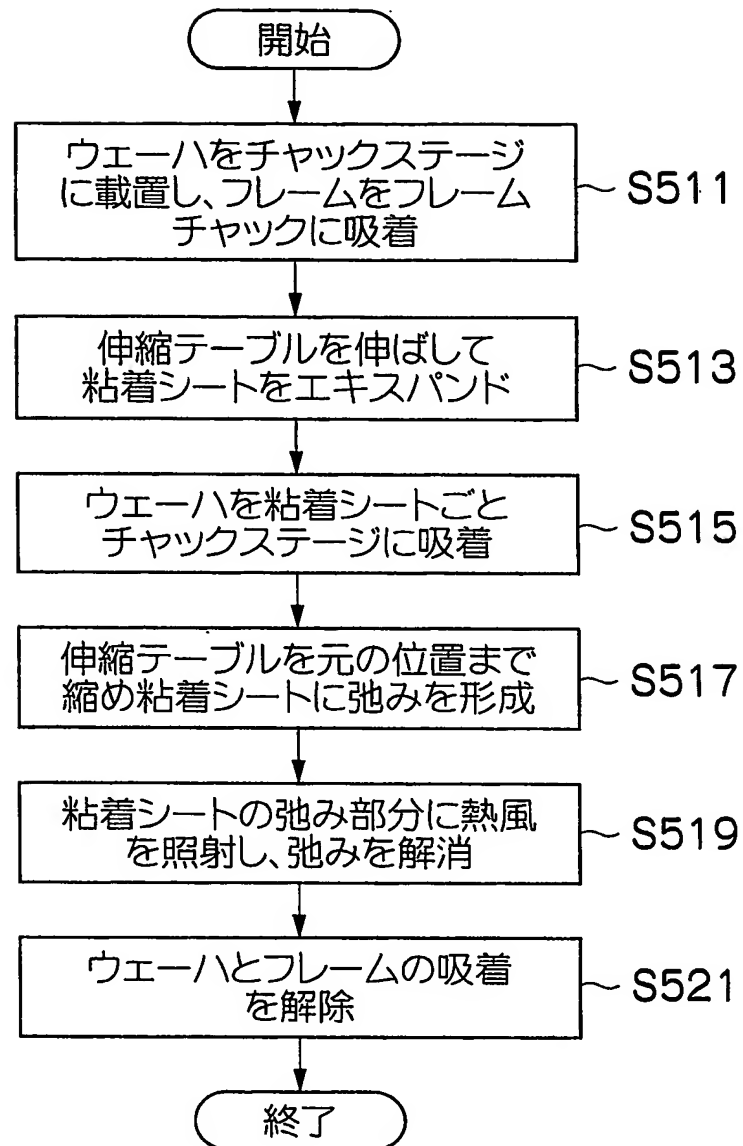 開始
ウェーハをチャックステージ
に載置し、フレームをフレーム
チャックに吸着
S511
伸縮テーブルを伸ばして
粘着シートをエキスパンド
S513
ウェーハを粘着シートごと
チャックステージに吸着
S515
伸縮テーブルを元の位置まで
縮め粘着シートに弛みを形成
S517
粘着シートの弛み部分に熱風
を照射し、弛みを解消
S519
ウェーハとフレームの吸着
を解除
S521
終了